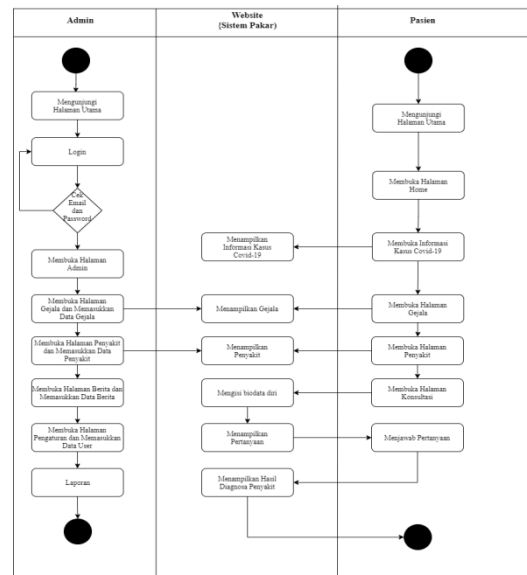 Admin
Website
(Sistem Pakar)
Pasien
Mengunjungi
Halaman Utama
Login
Cek
Email
dan
Password
Membuka Halaman
Admin
Membuka Halaman
Gejala dan Memasukkan
Data Gejala
Membuka Halaman Penyakit
dan Memasukkan Data
Penyakit
Membuka Halaman Berita dan
Memasukkan Data Berita
Membuka Halaman
Pengaturan dan Memasukkan
Data User
Laporan
Menampilkan
Informasi Kasus
Covid-19
Menampilkan Gejala
Menampilkan
Penyakit
Mengisi biodata diri
Menampilkan
Pertanyaan
Menampilkan Hasil
Diagnosa Penyakit
Mengunjungi
Halaman Utama
Membuka Halaman
Home
Membuka Informasi
Kasus Covid-19
Membuka Halaman
Gejala
Membuka Halaman
Penyakit
Membuka Halaman
Konsultasi
Menjawab Pertanyaan